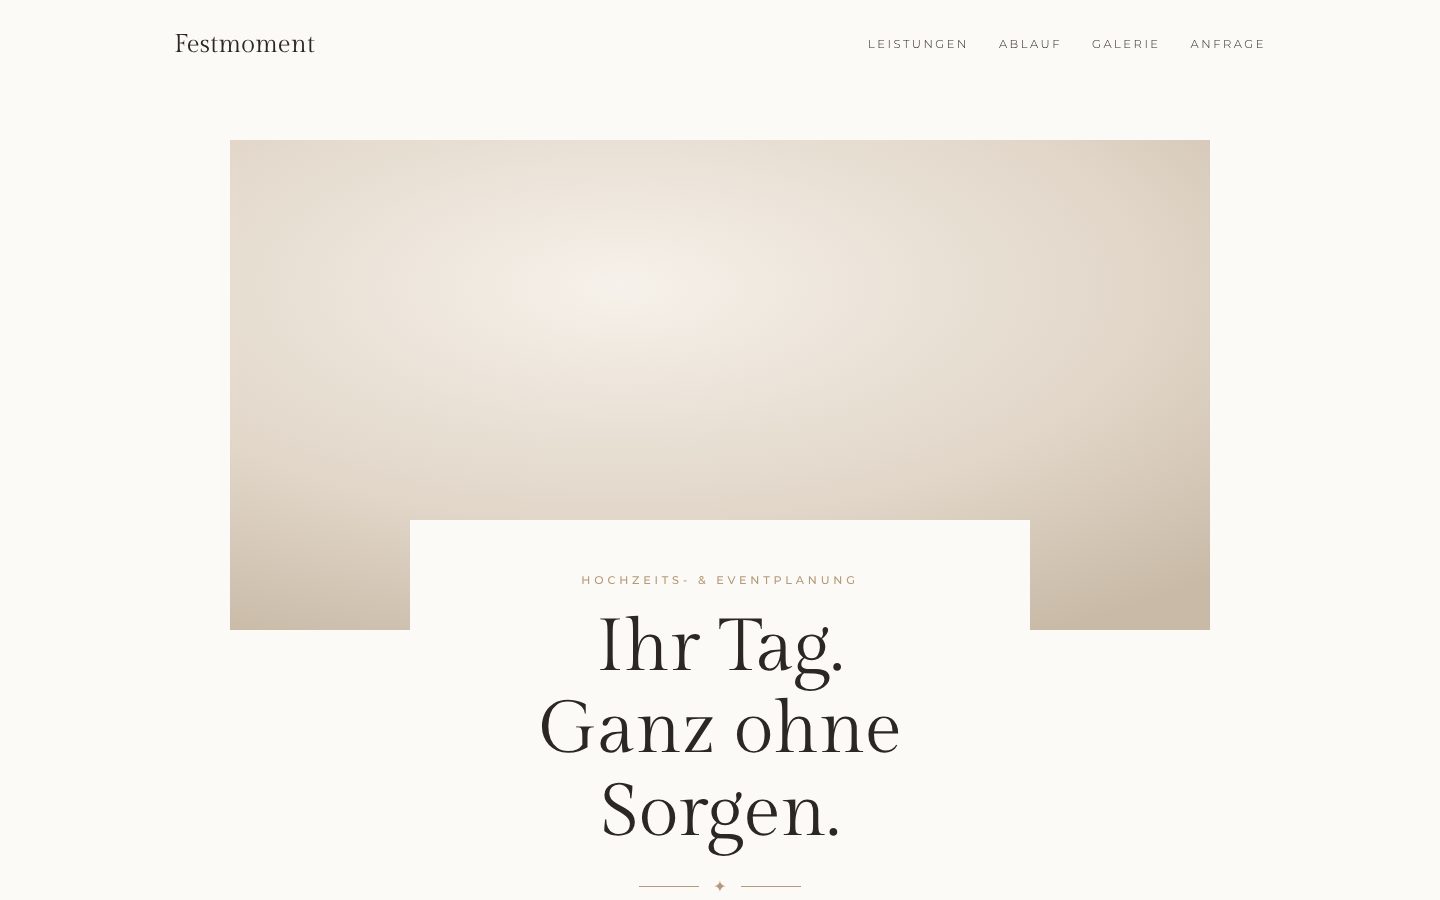 Festmoment
LEISTUNGEN ABLAUF GALERIE ANFRAGE
HOCHZEITS- & EVENTPLANUNG
Ihr Tag.
Ganz ohne
Sorgen.